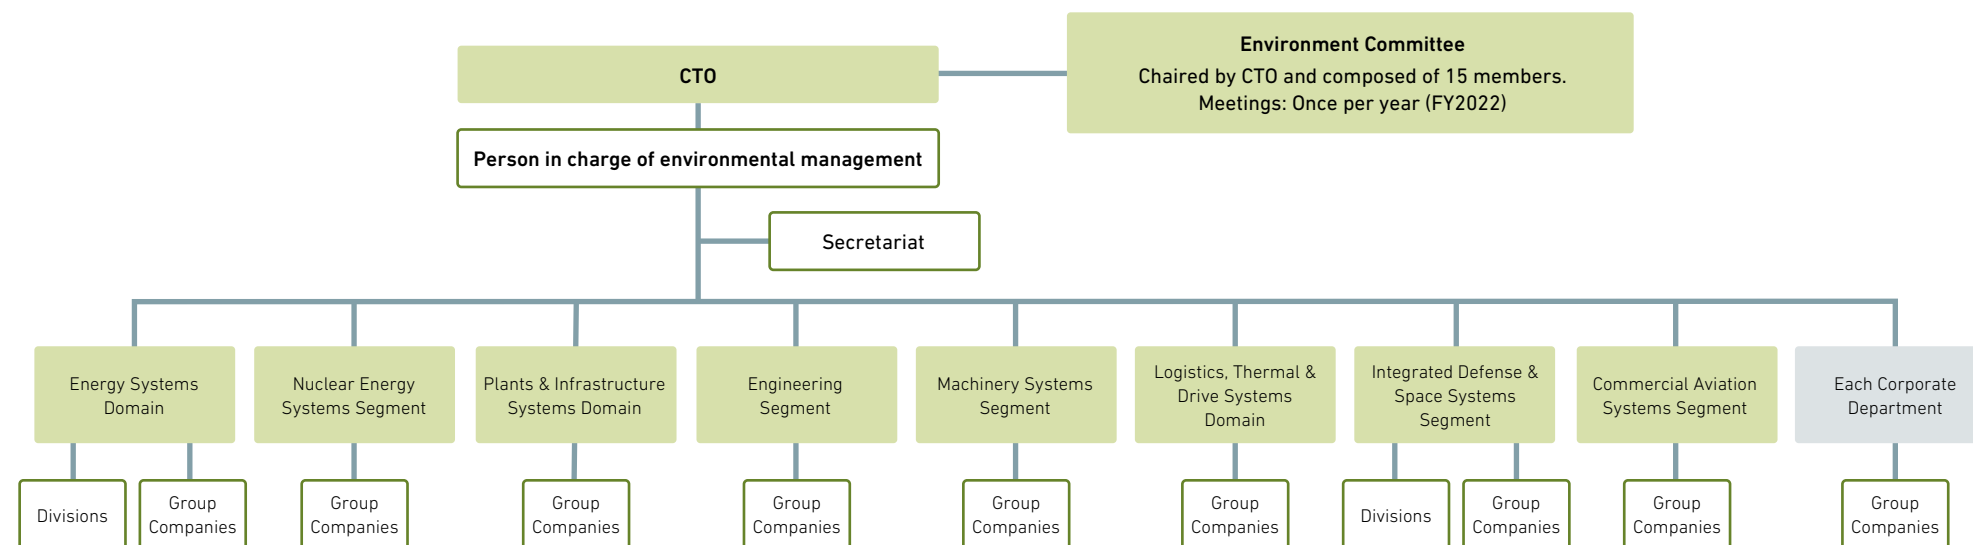 CTO
Environment Committee
Chaired by CTO and composed of 15 members.
Meetings: Once per year (FY2022)
Person in charge of environmental management
Secretariat
Energy Systems
Domain
Nuclear Energy
Systems Segment
Plants & Infrastructure
Systems Domain
Engineering
Segment
Machinery Systems
Segment
Logistics, Thermal &
Drive Systems
Domain
Integrated Defense &
Space Systems
Segment
Commercial Aviation
Systems Segment
Each Corporate
Department
Divisions
Group
Companies
Group
Companies
Group
Companies
Group
Companies
Group
Companies
Group
Companies
Divisions
Group
Companies
Group
Companies
Group
Companies